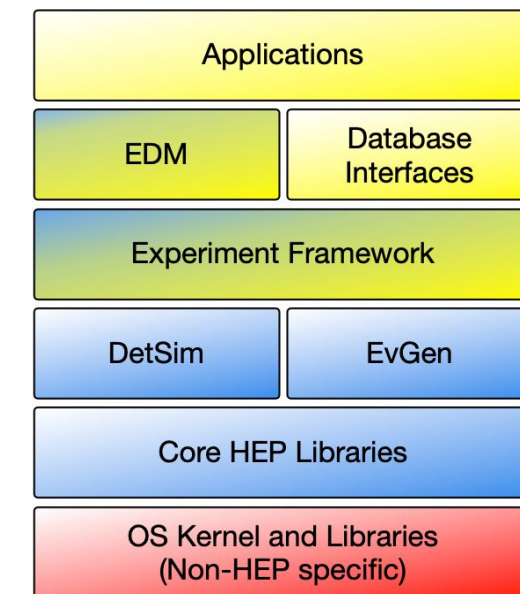 Applications
EDM
Database
Interfaces
Experiment Framework
DetSim
EvGen
Core HEP Libraries
OS Kernel and Libraries
(Non-HEP specific)